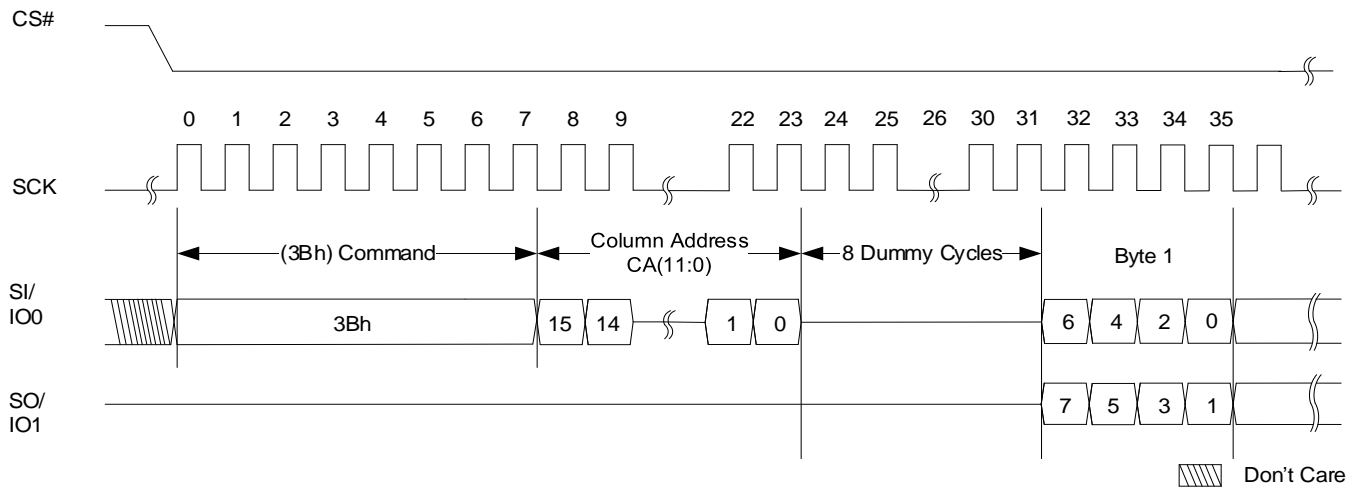 CS#
0 1 2 3 4 5 6 7 8 9 22 23 24 25 26 30 31 32 33 34 35
SCK
(3Bh) Command
Column Address
CA(11:0)
8 Dummy Cycles
Byte 1
SI/
IO0
3Bh
15 14 1 0
6 4 2 0
SO/
IO1
7 5 3 1
Don't Care